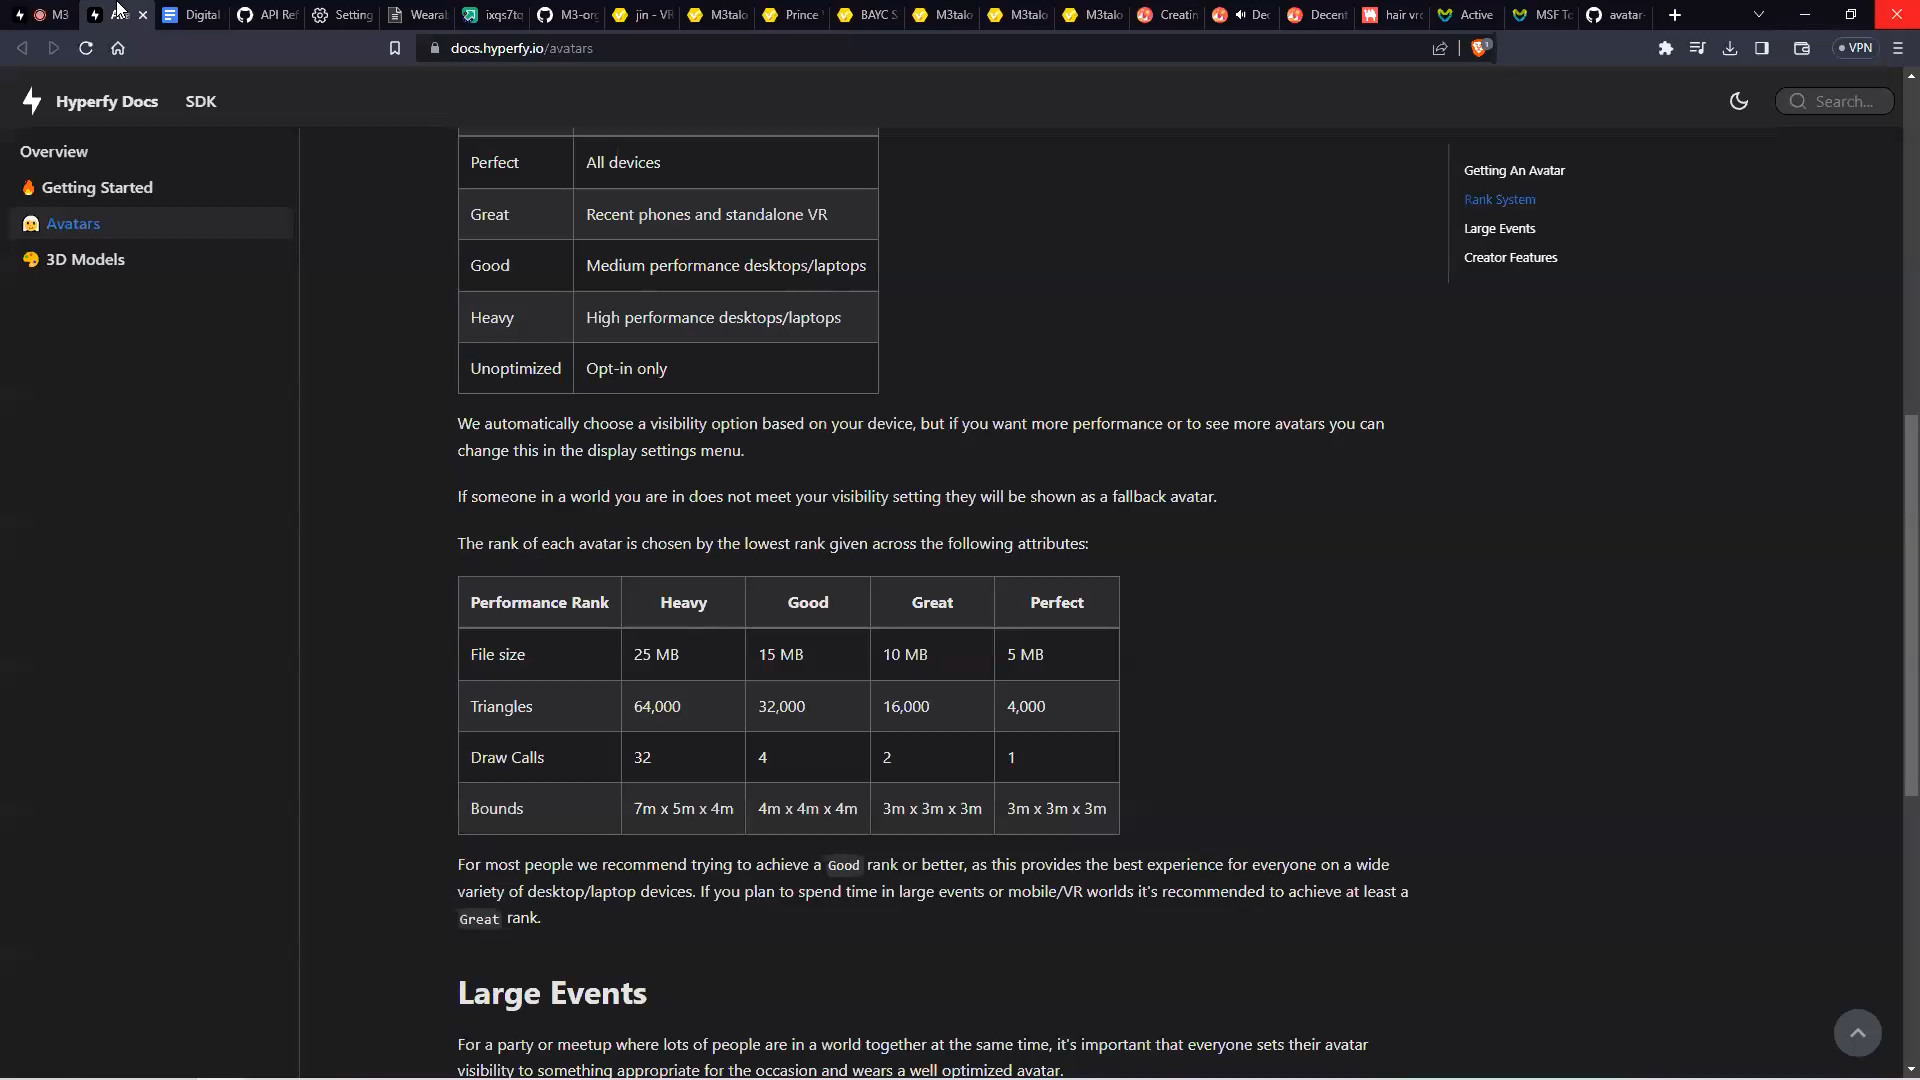 M3
Digital
API Ref
Setting
Wearal
ixqs7tq
M3-org
jin - VR
M3talo
Prince
BAYC S
M3talo
M3talo
M3talo
Creatin
Dec
Decent
hair vro
Active
MSF To
avatar-
docs.hyperfy.io/avatars
VPN
Hyperfy Docs
SDK
Search...
Overview
Getting Started
Avatars
3D Models
Perfect All devices
Great Recent phones and standalone VR
Good Medium performance desktops/laptops
Heavy High performance desktops/laptops
Unoptimized Opt-in only
We automatically choose a visibility option based on your device, but if you want more performance or to see more avatars you can
change this in the display settings menu.
If someone in a world you are in does not meet your visibility setting they will be shown as a fallback avatar.
The rank of each avatar is chosen by the lowest rank given across the following attributes:
Performance Rank Heavy Good Great Perfect
File size 25 MB 15 MB 10 MB 5 MB
Triangles 64,000 32,000 16,000 4,000
Draw Calls 32 4 2 1
Bounds 7m x 5m x 4m 4m x 4m x 4m 3m x 3m x 3m 3m x 3m x 3m
For most people we recommend trying to achieve a Good rank or better, as this provides the best experience for everyone on a wide
variety of desktop/laptop devices. If you plan to spend time in large events or mobile/VR worlds it's recommended to achieve at least a
Great rank.
Large Events
For a party or meetup where lots of people are in a world together at the same time, it's important that everyone sets their avatar
visibility to something appropriate for the occasion and wears a well optimized avatar.
Getting An Avatar
Rank System
Large Events
Creator Features